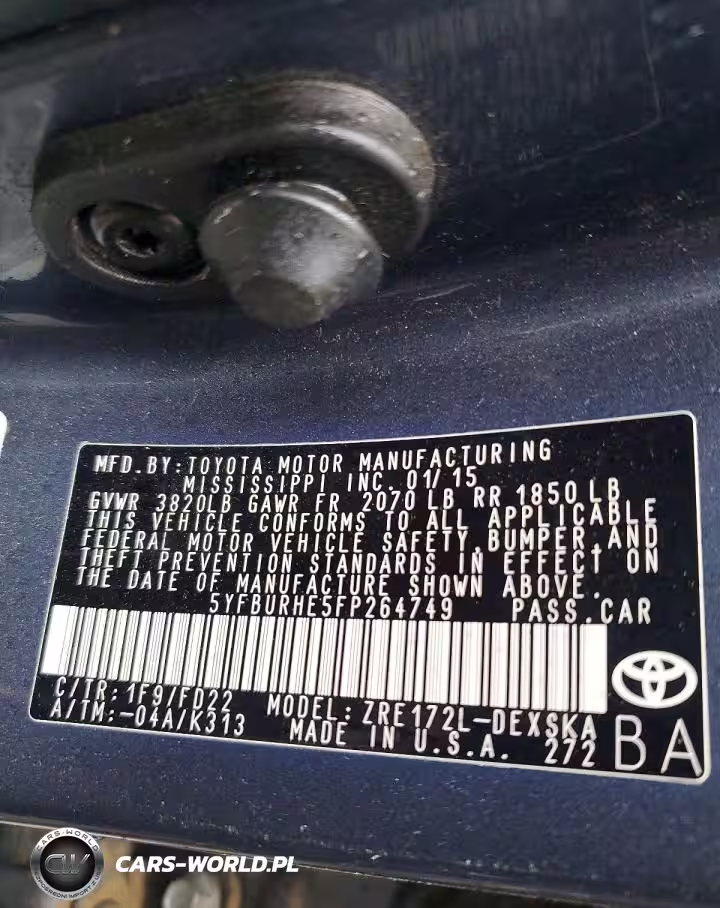 MFD. BY: TOYOTA MOTOR MANUFACTURING
MISSISSIPPI INC. 01/15
GVWR 3820LB GAWR FR 2070 LB RR 1850 LB
THIS VEHICLE CONFORMS TO ALL APPLICABLE
FEDERAL MOTOR VEHICLE SAFETY, BUMPER, AND
THEFT PREVENTION STANDARDS IN EFFECT ON
THE DATE OF MANUFACTURE SHOWN ABOVE.
5YFBURHE5FP264749 PASS. CAR
C/TR: 1F9/FD22 MODEL: ZRE172L-DEXSKA
A/TM: -04A/K313 MADE IN U.S.A. 272 BA
CARS-WORLD
CW
CARS-WORLD.PL